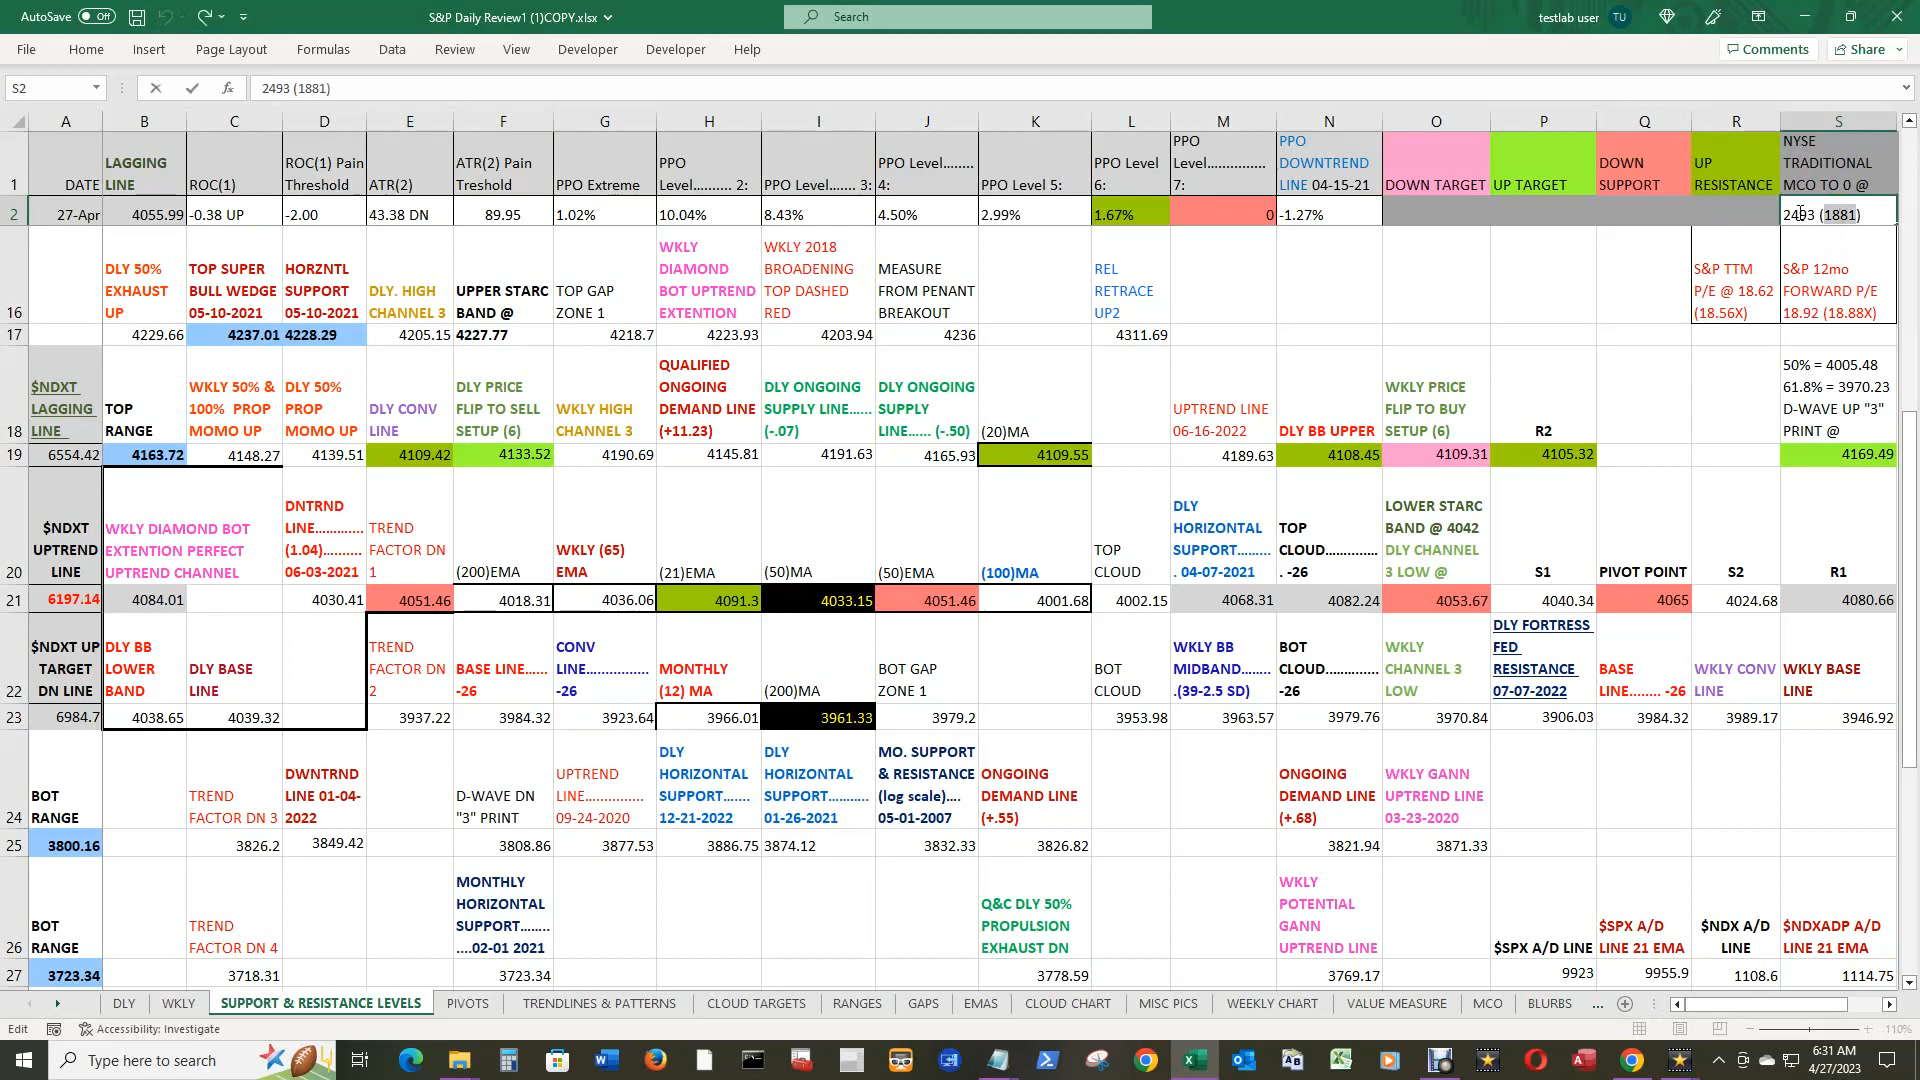 AutoSave Off S&P Daily Review1 (1)COPY.xlsx Search testlab user TU
File Home Insert Page Layout Formulas Data Review View Developer Developer Help Comments Share
S2 fx 2493 (1881)
A B C D E F G H I J K L M N O P Q R S
1 DATE
LAGGING
LINE
ROC(1)
ROC(1) Pain
Threshold
ATR(2)
ATR(2) Pain
Treshold
PPO Extreme
PPO
Level.......... 2:
PPO Level....... 3:
PPO Level........
4:
PPO Level 5:
PPO Level
6:
PPO
Level...............
7:
PPO
DOWNTREND
LINE 04-15-21
DOWN TARGET
UP TARGET
DOWN
SUPPORT
UP
RESISTANCE
NYSE
TRADITIONAL
MCO TO 0 @
2 27-Apr 4055.99 -0.38 UP -2.00 43.38 DN 89.95 1.02% 10.04% 8.43% 4.50% 2.99% 1.67% 0 -1.27% 2493 (1881)
16
DLY 50%
EXHAUST
UP
TOP SUPER
BULL WEDGE
05-10-2021
HORZNTL
SUPPORT
05-10-2021
DLY. HIGH
CHANNEL 3
UPPER STARC
BAND @
TOP GAP
ZONE 1
WKLY
DIAMOND
BOT UPTREND
EXTENTION
WKLY 2018
BROADENING
TOP DASHED
RED
MEASURE
FROM PENANT
BREAKOUT
REL
RETRACE
UP2
S&P TTM
P/E @ 18.62
(18.56X)
S&P 12mo
FORWARD P/E
18.92 (18.88X)
17 4229.66 4237.01 4228.29 4205.15 4227.77 4218.7 4223.93 4203.94 4236 4311.69
18
$NDXT
LAGGING
LINE
TOP
RANGE
WKLY 50% &
100% PROP
MOMO UP
DLY 50%
PROP
MOMO UP
DLY CONV
LINE
DLY PRICE
FLIP TO SELL
SETUP (6)
WKLY HIGH
CHANNEL 3
QUALIFIED
ONGOING
DEMAND LINE
(+11.23)
DLY ONGOING
SUPPLY LINE......
(-.07)
DLY ONGOING
SUPPLY
LINE...... (-.50)
(20)MA
UPTREND LINE
06-16-2022
DLY BB UPPER
WKLY PRICE
FLIP TO BUY
SETUP (6)
R2
50% = 4005.48
61.8% = 3970.23
D-WAVE UP "3"
PRINT @
19 6554.42 4163.72 4148.27 4139.51 4109.42 4133.52 4190.69 4145.81 4191.63 4165.93 4109.55 4189.63 4108.45 4109.31 4105.32 4169.49
20
$NDXT
UPTREND
LINE
WKLY DIAMOND BOT
EXTENTION PERFECT
UPTREND CHANNEL
DNTRND
LINE.............
(1.04)..........
06-03-2021
TREND
FACTOR DN
1
(200)EMA
WKLY (65)
EMA
(21)EMA
(50)MA
(50)EMA
(100)MA
TOP
CLOUD
DLY
HORIZONTAL
SUPPORT.........
. 04-07-2021
TOP
CLOUD..............
. -26
LOWER STARC
BAND @ 4042
DLY CHANNEL
3 LOW @
S1
PIVOT POINT
S2
R1
21 6197.14 4084.01 4030.41 4051.46 4018.31 4036.06 4091.3 4033.15 4051.46 4001.68 4002.15 4068.31 4082.24 4053.67 4040.34 4065 4024.68 4080.66
22
$NDXT UP
TARGET
DN LINE
DLY BB
LOWER
BAND
DLY BASE
LINE
TREND
FACTOR DN
2
BASE LINE......
-26
CONV
LINE................
-26
MONTHLY
(12) MA
(200)MA
BOT GAP
ZONE 1
BOT
CLOUD
WKLY BB
MIDBAND........
.(39-2.5 SD)
BOT
CLOUD..............
-26
WKLY
CHANNEL 3
LOW
DLY FORTRESS
FED
RESISTANCE
07-07-2022
BASE
LINE........ -26
WKLY CONV
LINE
WKLY BASE
LINE
23 6984.7 4038.65 4039.32 3937.22 3984.32 3923.64 3966.01 3961.33 3979.2 3953.98 3963.57 3979.76 3970.84 3906.03 3984.32 3989.17 3946.92
24
BOT
RANGE
TREND
FACTOR DN 3
DWNTRND
LINE 01-04-
2022
D-WAVE DN
"3" PRINT
UPTREND
LINE...............
09-24-2020
DLY
HORIZONTAL
SUPPORT.......
12-21-2022
DLY
HORIZONTAL
SUPPORT...........
01-26-2021
MO. SUPPORT
& RESISTANCE
(log scale)....
05-01-2007
ONGOING
DEMAND LINE
(+.55)
ONGOING
DEMAND LINE
(+.68)
WKLY GANN
UPTREND LINE
03-23-2020
25 3800.16 3826.2 3849.42 3808.86 3877.53 3886.75 3874.12 3832.33 3826.82 3821.94 3871.33
26
BOT
RANGE
TREND
FACTOR DN 4
MONTHLY
HORIZONTAL
SUPPORT........
....02-01 2021
Q&C DLY 50%
PROPULSION
EXHAUST DN
WKLY
POTENTIAL
GANN
UPTREND LINE
$SPX A/D LINE
$SPX A/D
LINE 21 EMA
$NDX A/D
LINE
$NDXADP A/D
LINE 21 EMA
27 3723.34 3718.31 3723.34 3778.59 3769.17 9923 9955.9 1108.6 1114.75
DLY WKLY SUPPORT & RESISTANCE LEVELS PIVOTS TRENDLINES & PATTERNS CLOUD TARGETS RANGES GAPS EMAS CLOUD CHART MISC PICS WEEKLY CHART VALUE MEASURE MCO BLURBS ...
Edit Accessibility: Investigate 110%
Type here to search 6:31 AM
4/27/2023